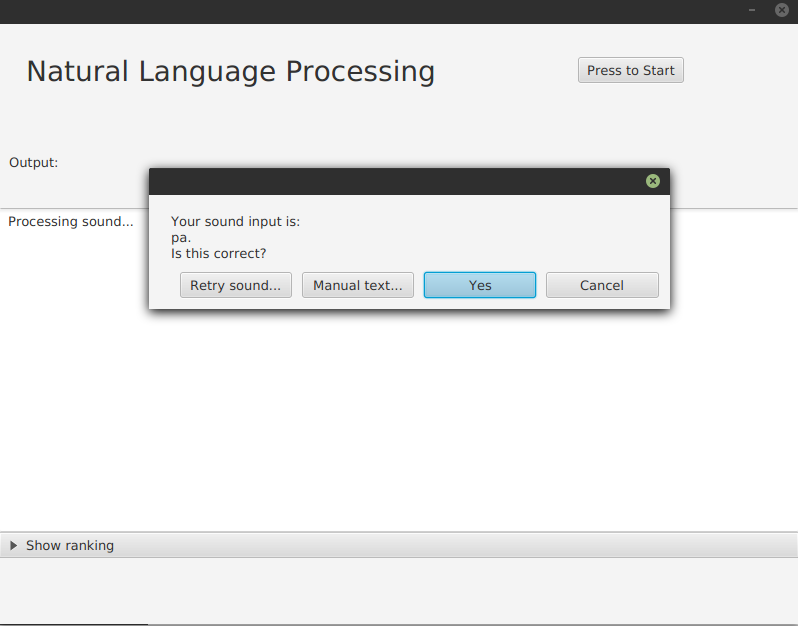 Natural Language Processing
Press to Start
Output:
Processing sound...
Your sound input is:
pa.
Is this correct?
Retry sound...
Manual text...
Yes
Cancel
Show ranking